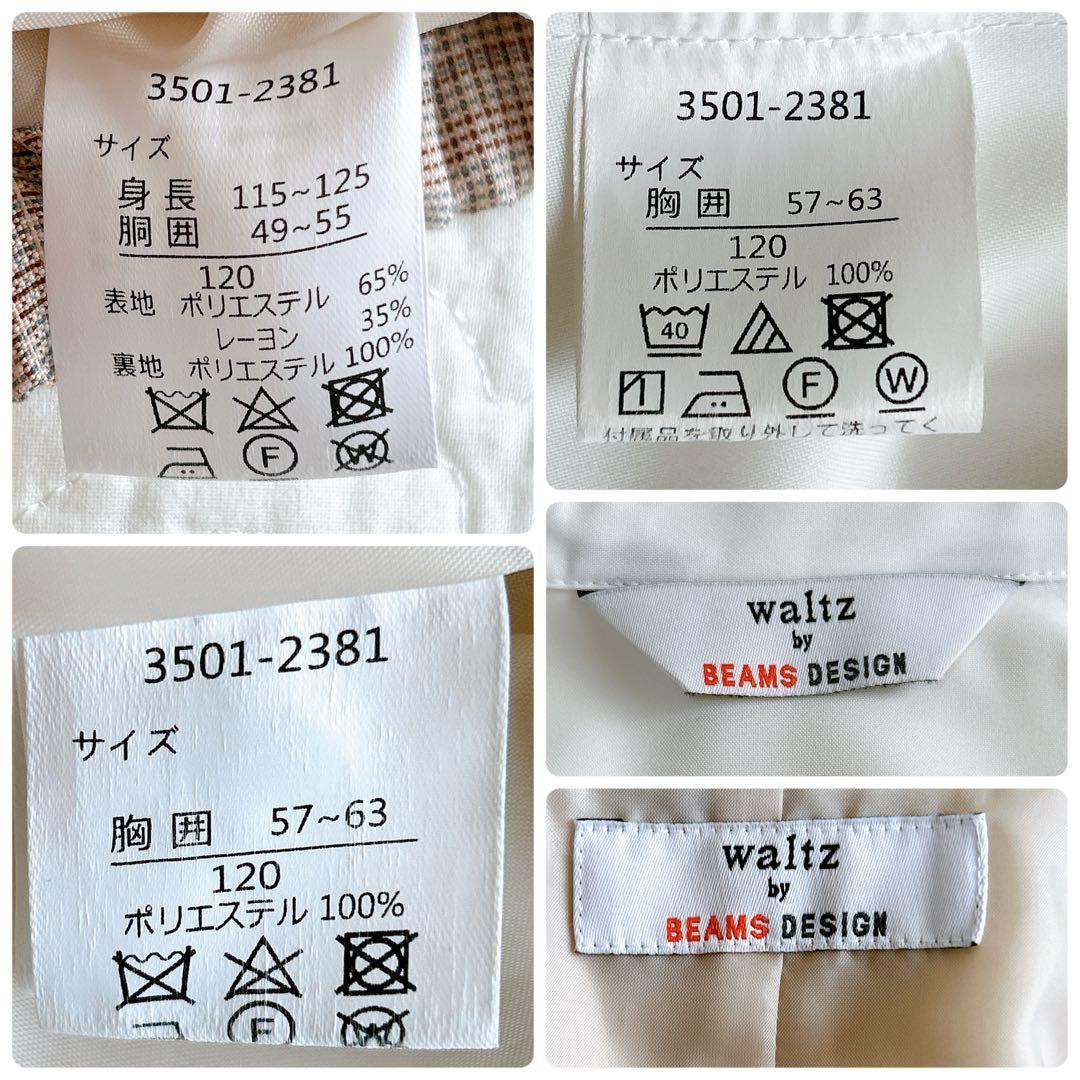 3501-2381
サイズ
身長 115~125
胴囲 49~55
120
表地 ポリエステル 65%
レーヨン 35%
裏地 ポリエステル 100%
F
W
3501-2381
サイズ
胸囲 57~63
120
ポリエステル 100%
40
F
W
付属品を取り外して洗ってく
3501-2381
サイズ
胸囲 57~63
120
ポリエステル 100%
F
W
waltz
by
BEAMS DESIGN
waltz
by
BEAMS DESIGN